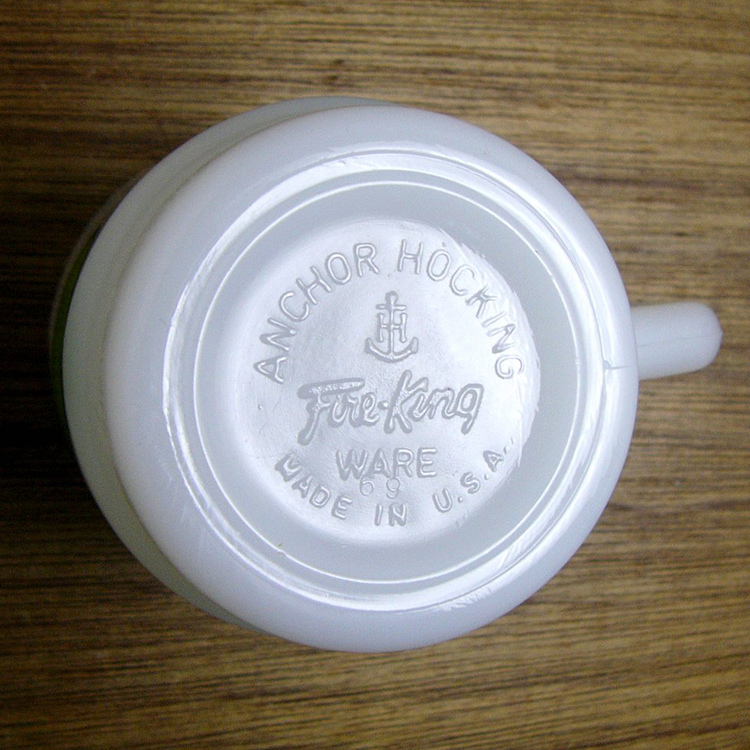 ANCHOR HOCKING
H
Fire-King
WARE
69
MADE IN U.S.A.